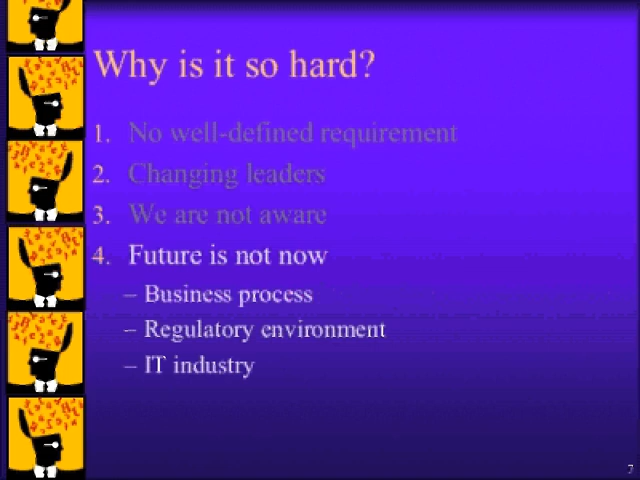 Why is it so hard?
1. No well-defined requirement
2. Changing leaders
3. We are not aware
4. Future is not now
– Business process
– Regulatory environment
– IT industry
7